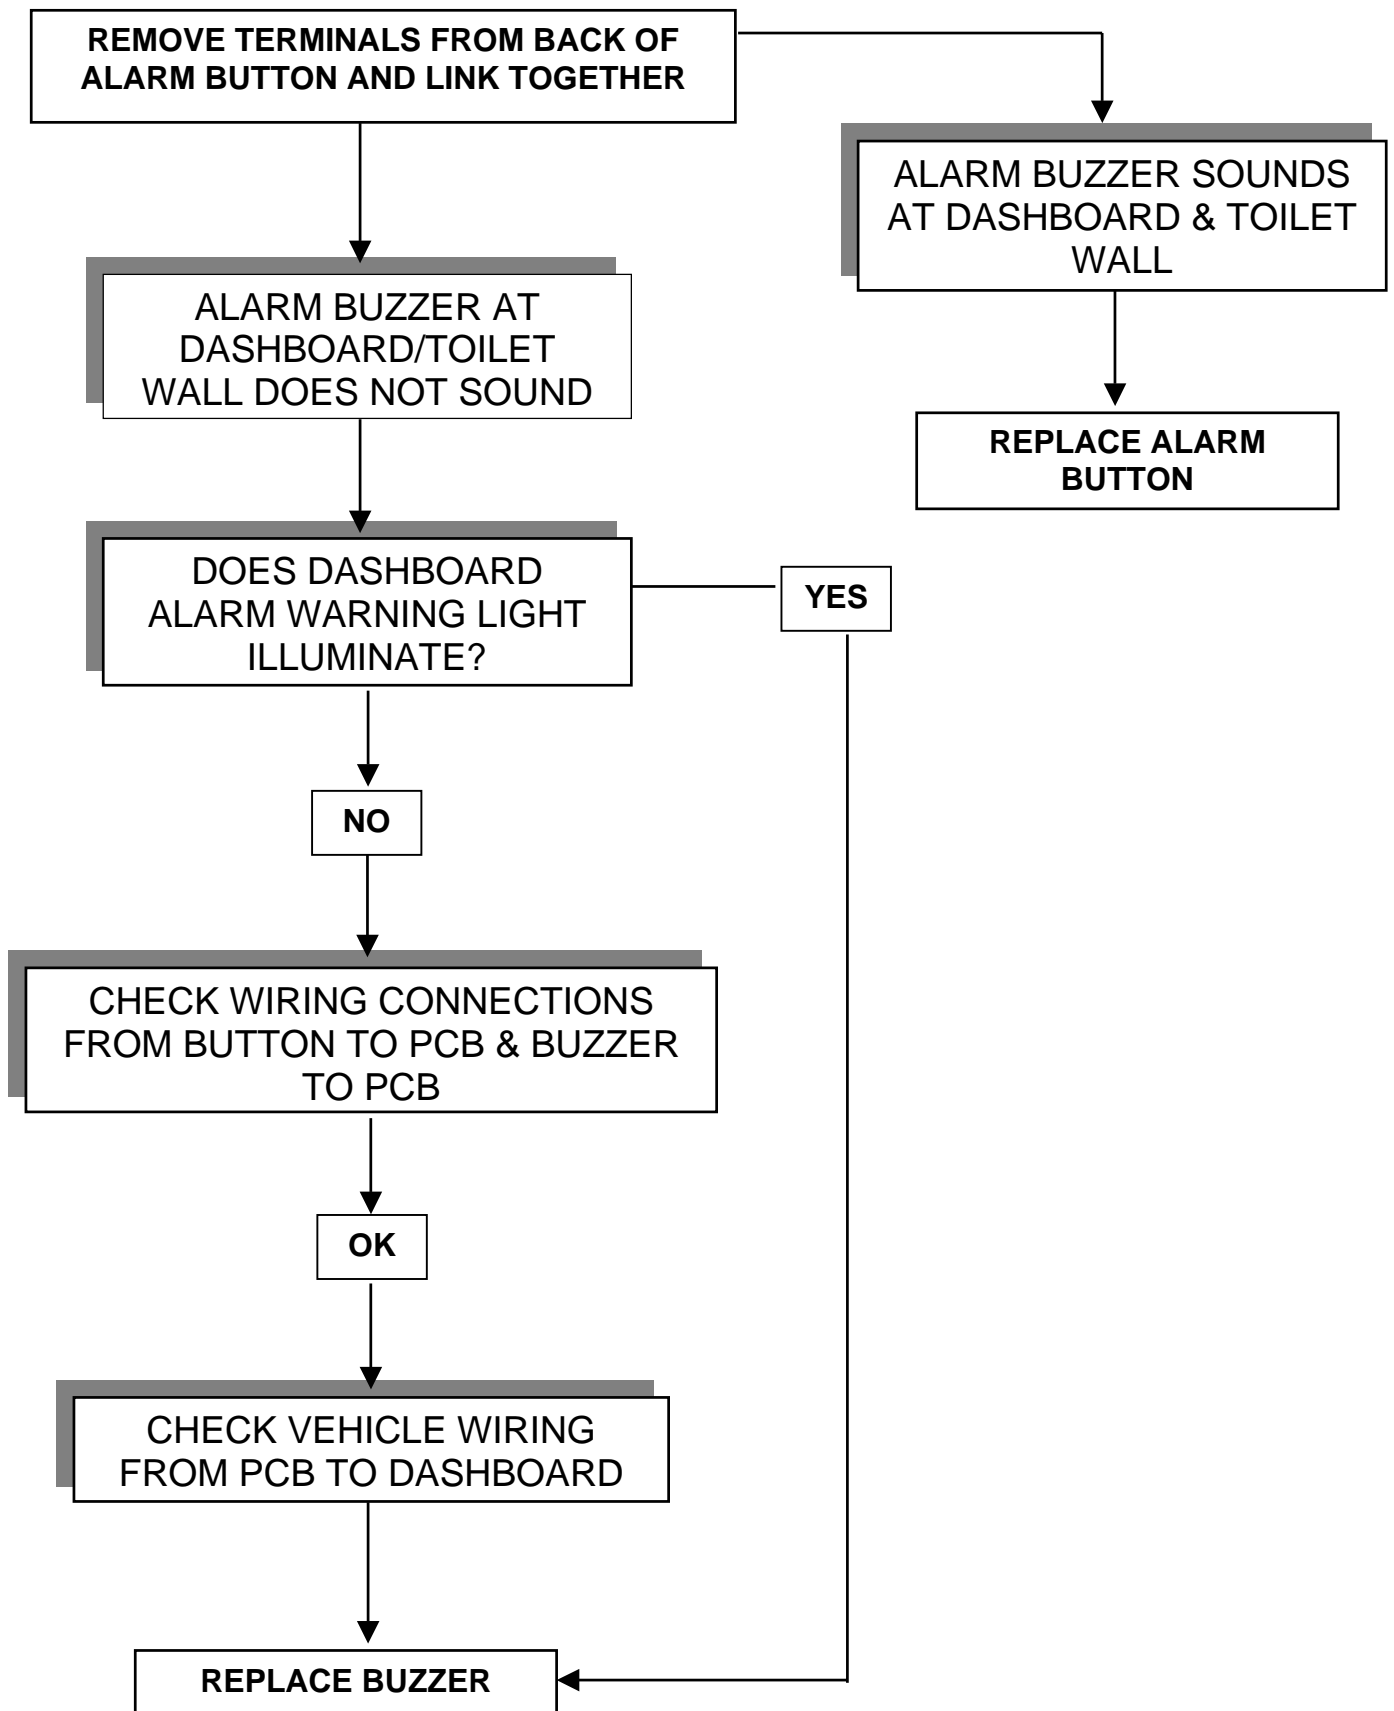 REMOVE TERMINALS FROM BACK OF
ALARM BUTTON AND LINK TOGETHER
ALARM BUZZER SOUNDS
AT DASHBOARD & TOILET
WALL
ALARM BUZZER AT
DASHBOARD/TOILET
WALL DOES NOT SOUND
REPLACE ALARM
BUTTON
DOES DASHBOARD
ALARM WARNING LIGHT
ILLUMINATE?
YES
NO
CHECK WIRING CONNECTIONS
FROM BUTTON TO PCB & BUZZER
TO PCB
OK
CHECK VEHICLE WIRING
FROM PCB TO DASHBOARD
REPLACE BUZZER